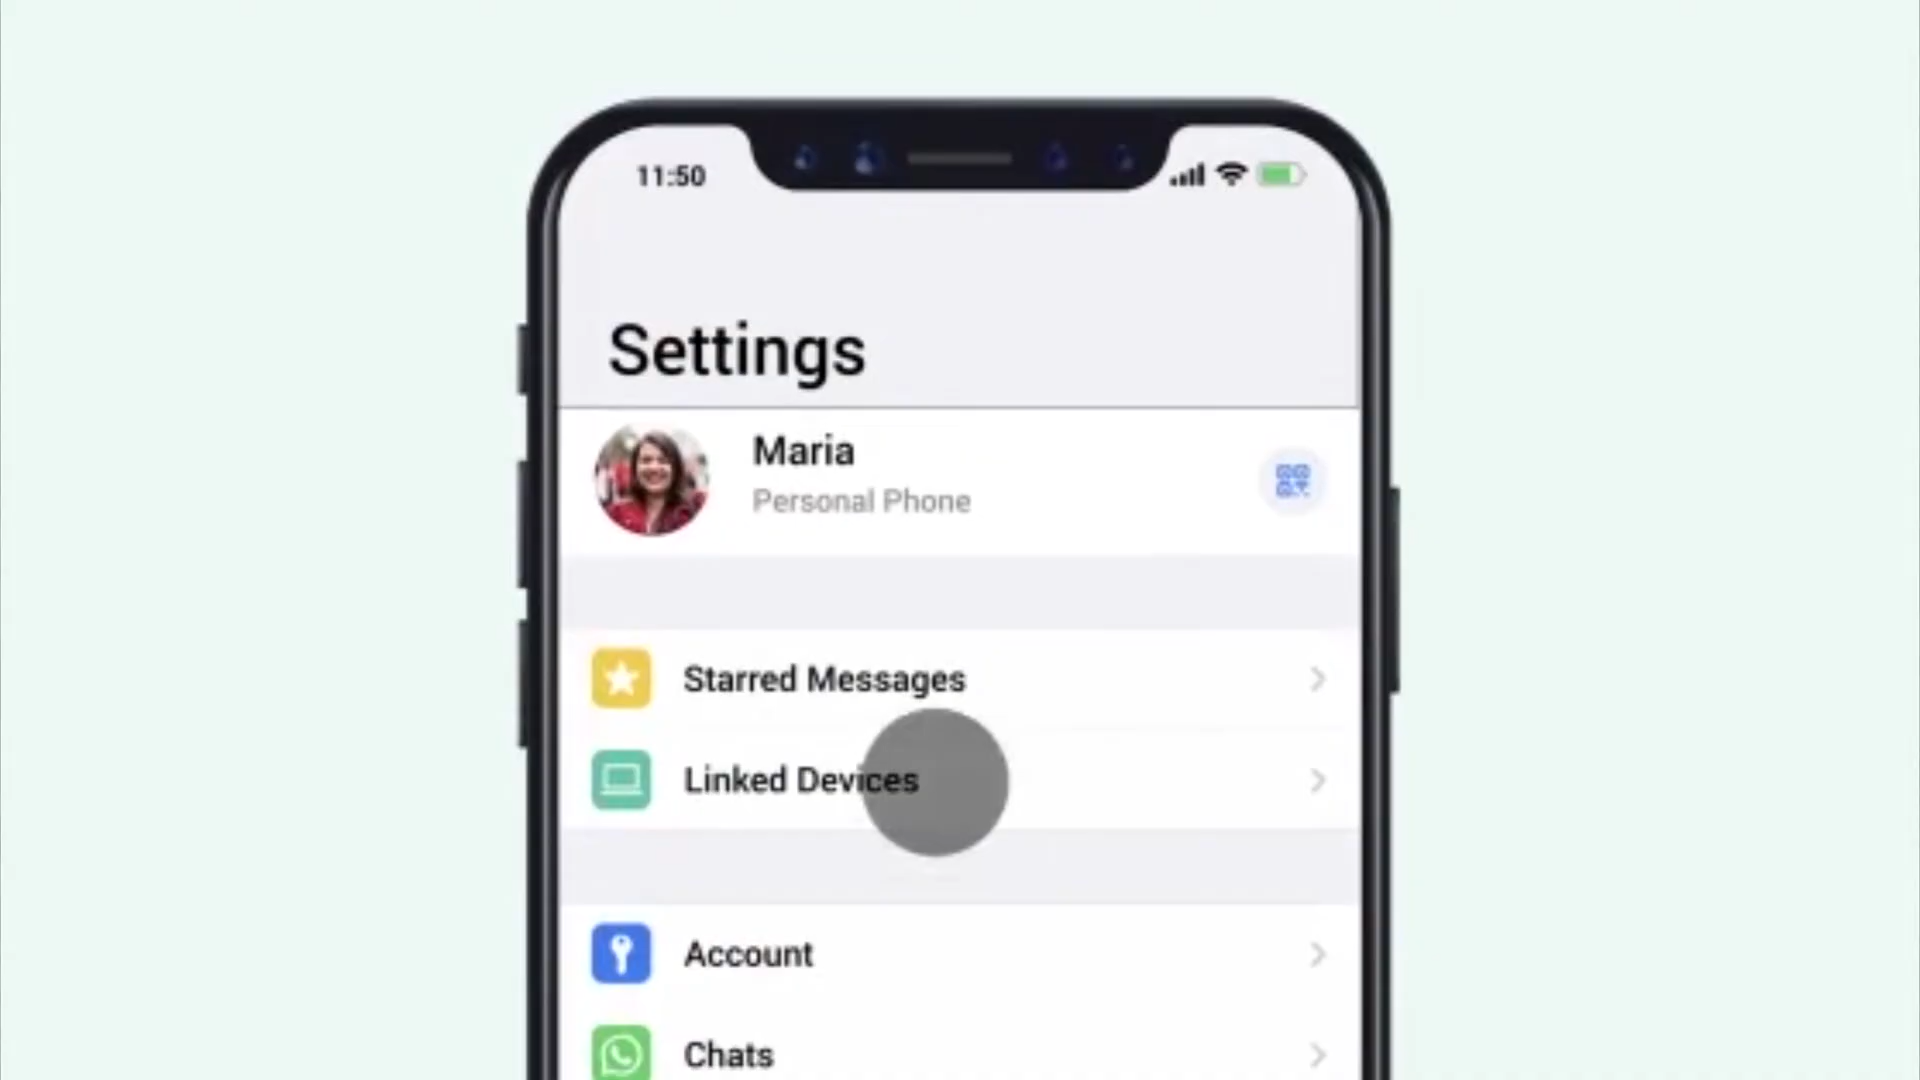 11:50
Settings
Maria
Personal Phone
Starred Messages
Linked Devices
Account
Chats